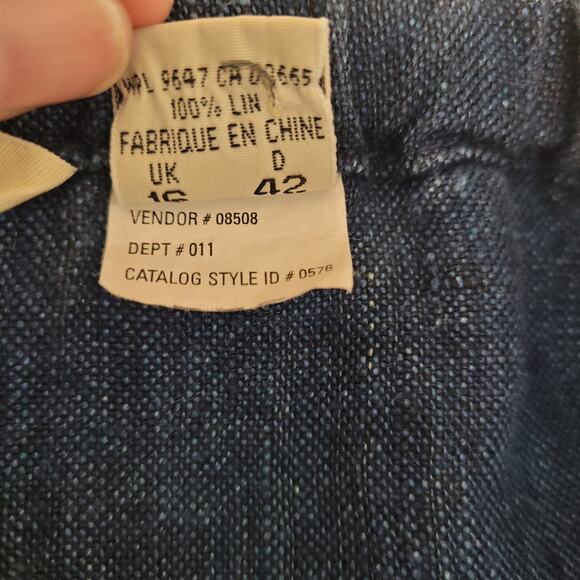 WPL 9647 CA 03665
100% LIN
FABRIQUE EN CHINE
UK D
16 42
VENDOR # 08508
DEPT # 011
CATALOG STYLE ID # 0576